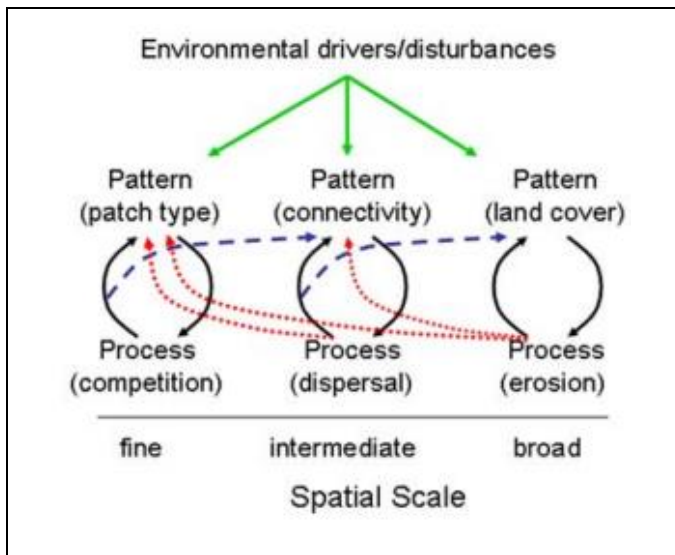 Environmental drivers/disturbances
Pattern Pattern Pattern
(patch type) (connectivity) (land cover)
Process Process Process
(competition) (dispersal) (erosion)
fine intermediate broad
Spatial Scale